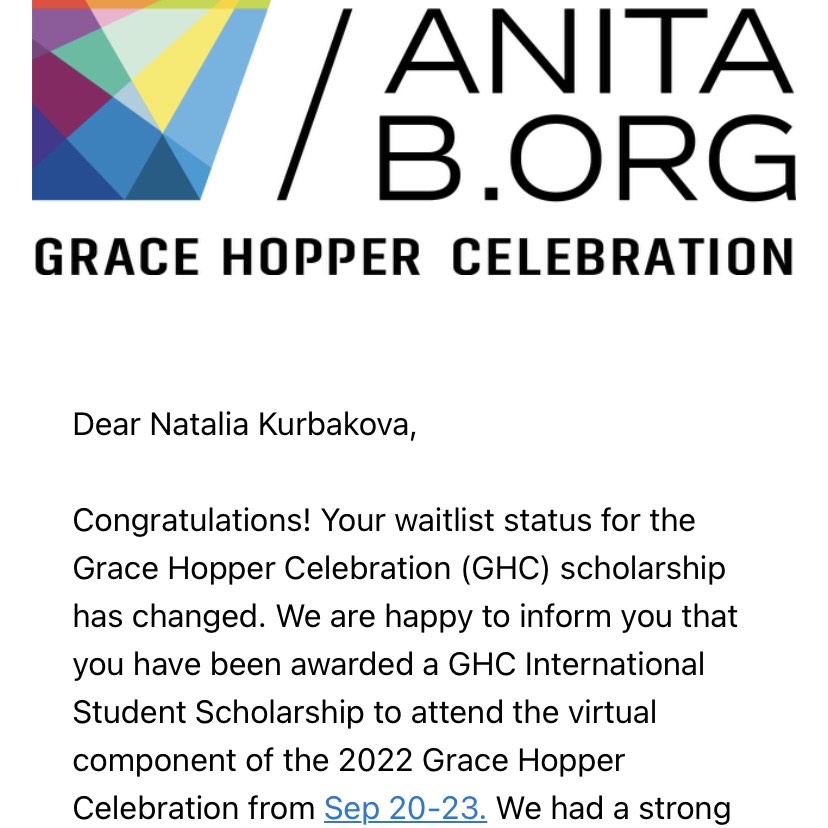 ANITA
B.ORG
GRACE HOPPER CELEBRATION
Dear Natalia Kurbakova,
Congratulations! Your waitlist status for the
Grace Hopper Celebration (GHC) scholarship
has changed. We are happy to inform you that
you have been awarded a GHC International
Student Scholarship to attend the virtual
component of the 2022 Grace Hopper
Celebration from Sep 20-23. We had a strong